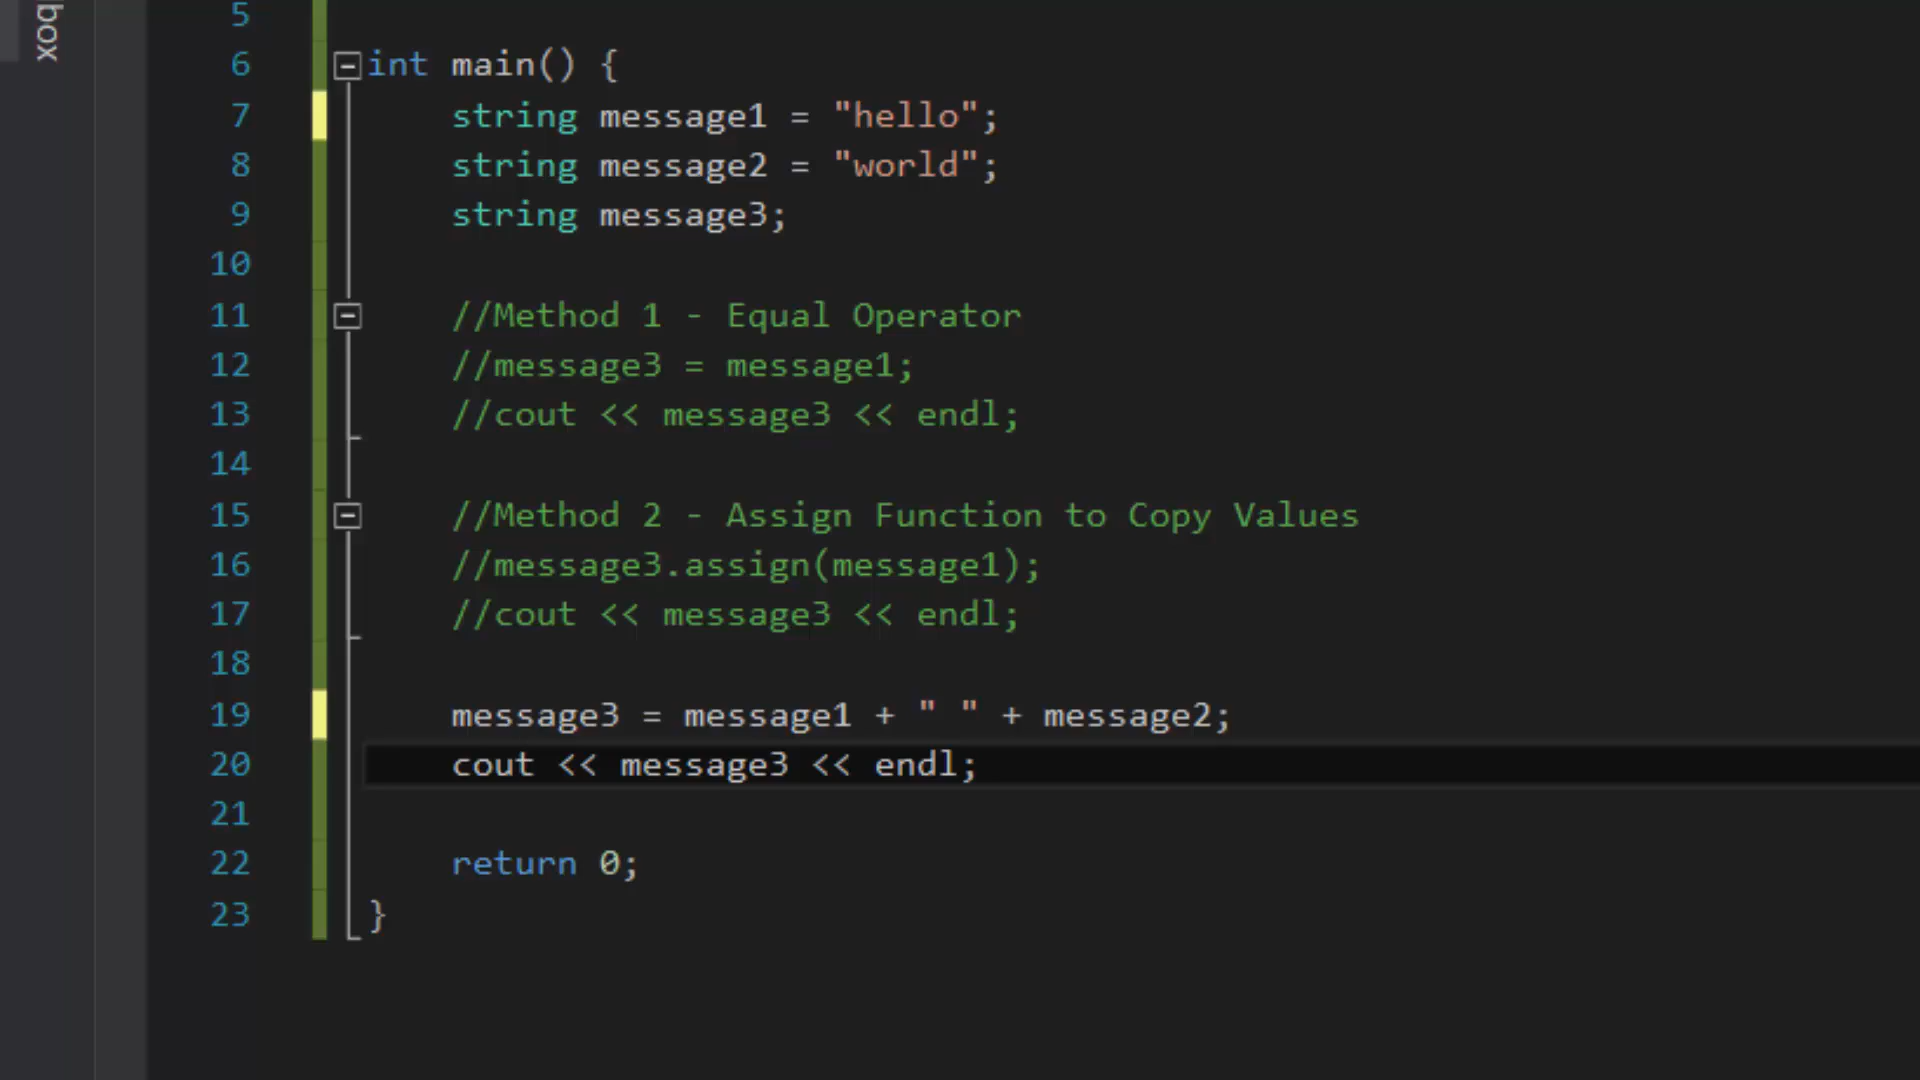 box
5
6 int main() {
7 string message1 = "hello";
8 string message2 = "world";
9 string message3;
10
11 //Method 1 - Equal Operator
12 //message3 = message1;
13 //cout << message3 << endl;
14
15 //Method 2 - Assign Function to Copy Values
16 //message3.assign(message1);
17 //cout << message3 << endl;
18
19 message3 = message1 + " " + message2;
20 cout << message3 << endl;
21
22 return 0;
23 }